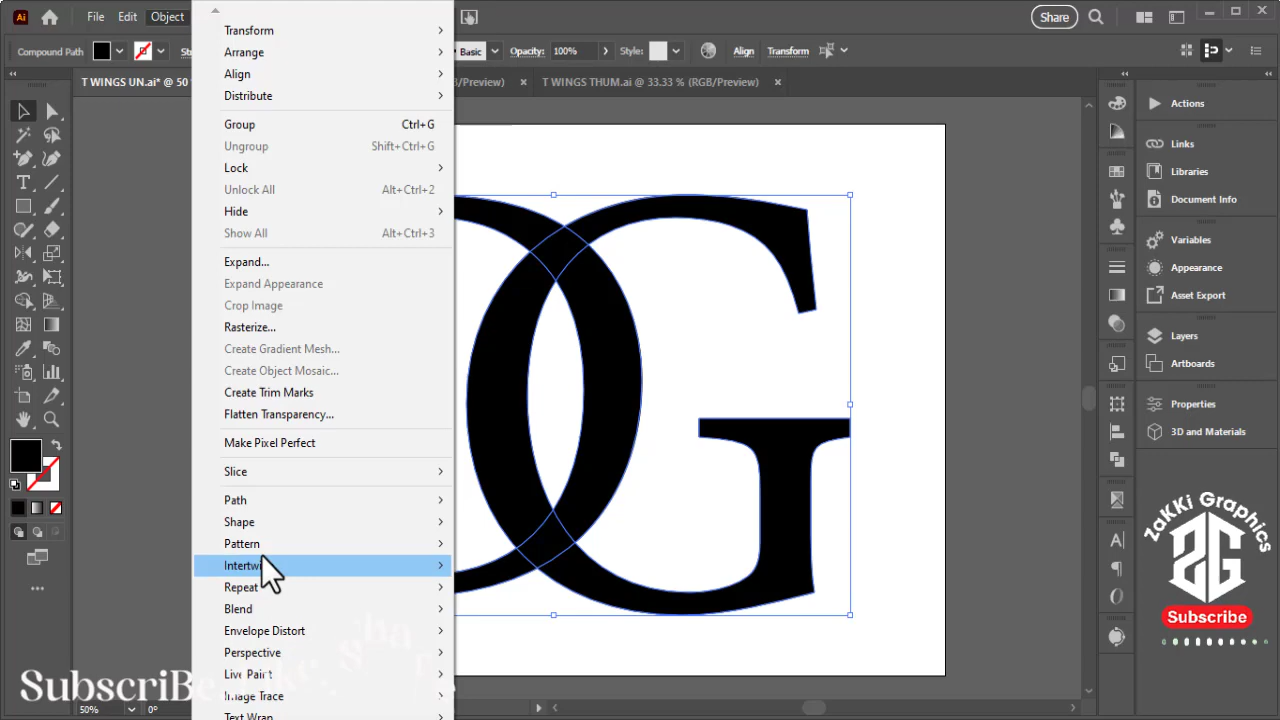 Ai File Edit Object Share
Compound Path St Basic Opacity: 100% Style: Align Transform
T WINGS UN.ai* @ 50 B/Preview) × T WINGS THUM.ai @ 33.33 % (RGB/Preview) ×
Transform
Arrange
Align
Distribute
Group Ctrl+G
Ungroup Shift+Ctrl+G
Lock
Unlock All Alt+Ctrl+2
Hide
Show All Alt+Ctrl+3
Expand...
Expand Appearance
Crop Image
Rasterize...
Create Gradient Mesh...
Create Object Mosaic...
Create Trim Marks
Flatten Transparency...
Make Pixel Perfect
Slice
Path
Shape
Pattern
Intertwi
Repeat
Blend
Envelope Distort
Perspective
Live Paint
Image Trace
Text Wrap
G
Actions
Links
Libraries
Document Info
Variables
Appearance
Asset Export
Layers
Artboards
Properties
3D and Materials
ZaKKi Graphics
ZG
Subscribe
SubscriBe
50% 0°